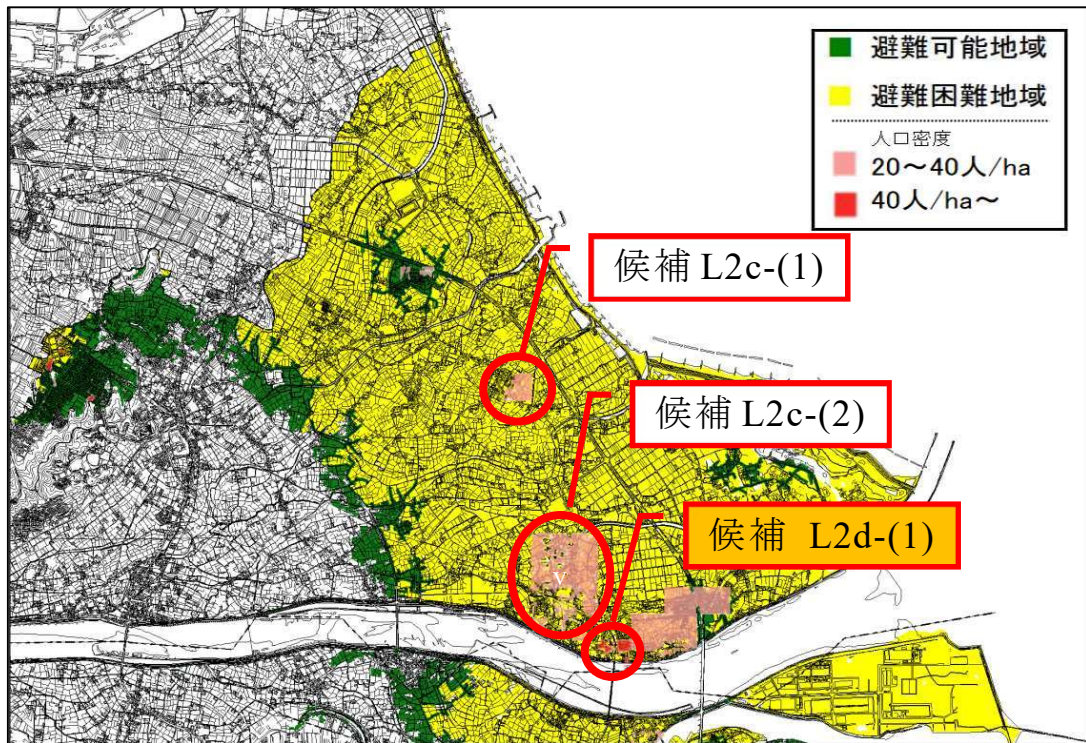 避難可能地域
避難困難地域
人口密度
20～40人/ha
40人/ha～
候補 L2c-(1)
候補 L2c-(2)
候補 L2d-(1)
V